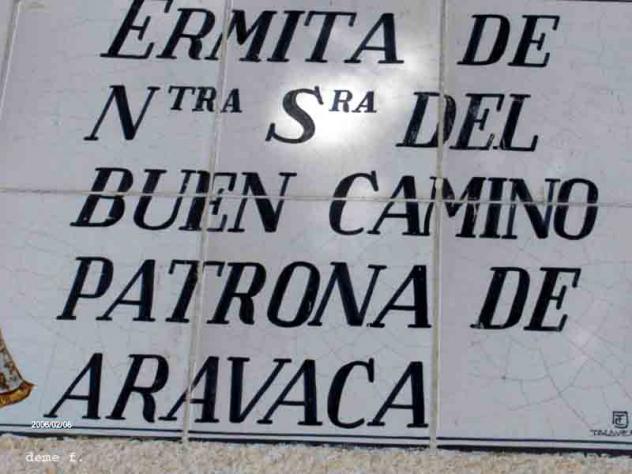 ERMITA DE
NTRA SRA DEL
BUEN CAMINO
PATRONA DE
ARAVACA
2006/02/06
deme f.